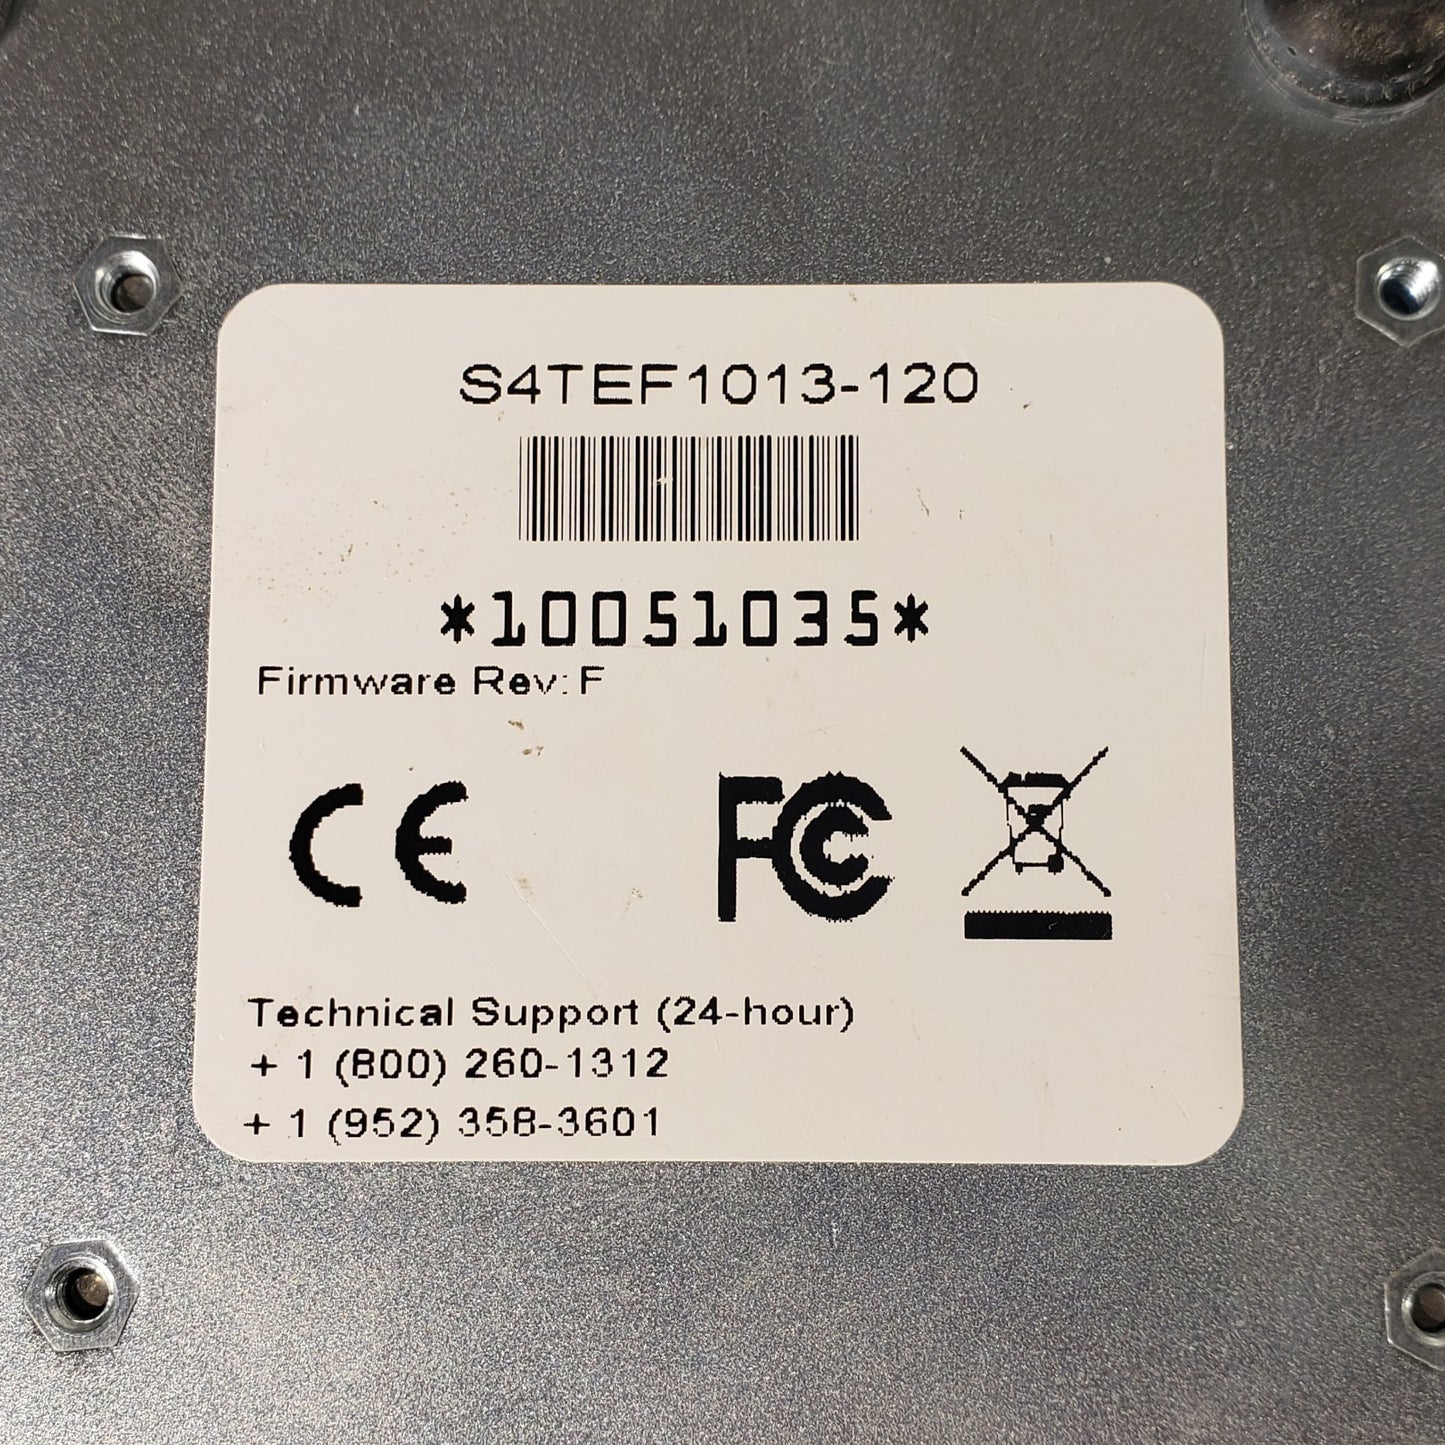 S4TEF1013-120
*10051035*
Firmware Rev: F
CE FC
Technical Support (24-hour)
+ 1 (800) 260-1312
+ 1 (952) 358-3601